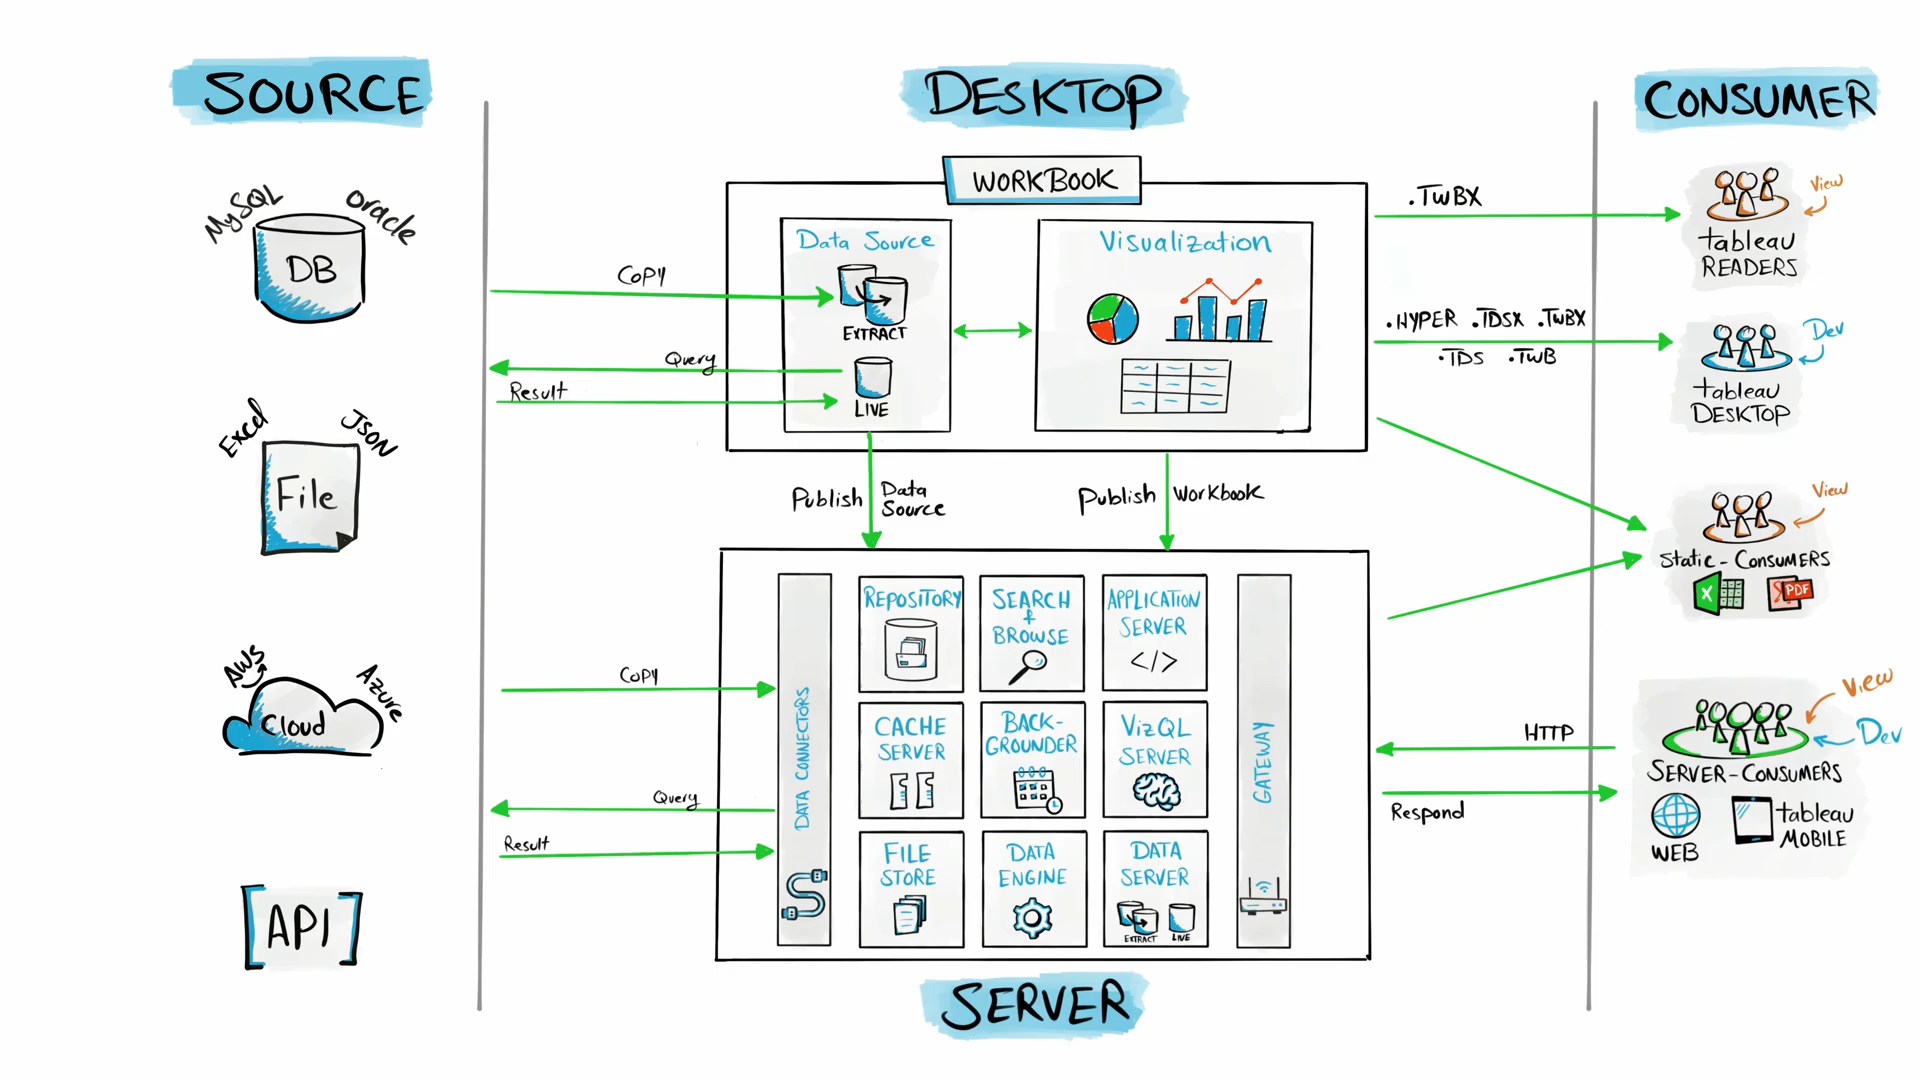 SOURCE
MySQL
Oracle
DB
Excel
JSON
File
AWS
Azure
Cloud
API
DESKTOP
WORKBOOK
Data Source
EXTRACT
LIVE
Visualization
Copy
Query
Result
Publish
Data
Source
Publish
Workbook
.TWBX
.HYPER .TDSX .TWBX
.TDS .TWB
Copy
Query
Result
DATA CONNECTORS
REPOSITORY
SEARCH
&
BROWSE
APPLICATION
SERVER
</>
CACHE
SERVER
BACK-
GROUNDER
VizQL
SERVER
FILE
STORE
DATA
ENGINE
DATA
SERVER
EXTRACT
LIVE
GATEWAY
SERVER
HTTP
Respond
CONSUMER
View
tableau
READERS
Dev
tableau
DESKTOP
View
Static-Consumers
X
PDF
View
Dev
SERVER-CONSUMERS
WEB
tableau
MOBILE